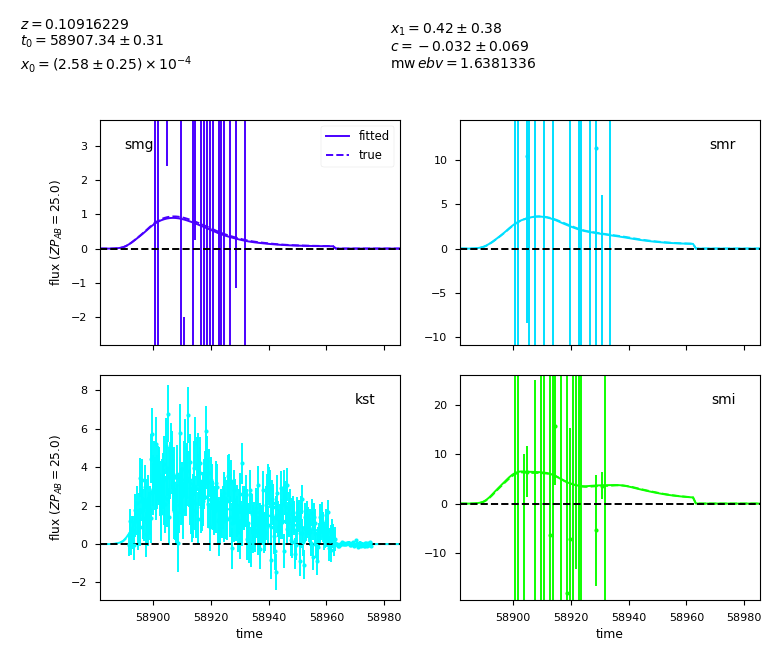 z = 0.10916229
t₀ = 58907.34 ± 0.31
x₀ = (2.58 ± 0.25) × 10⁻⁴
x₁ = 0.42 ± 0.38
c = −0.032 ± 0.069
mw ebv = 1.6381336
smg
fitted
true
3
2
1
0
−1
−2
flux (ZP_AB = 25.0)
smr
10
5
0
−5
−10
kst
8
6
4
2
0
−2
flux (ZP_AB = 25.0)
58900 58920 58940 58960 58980
time
smi
20
10
0
−10
58900 58920 58940 58960 58980
time